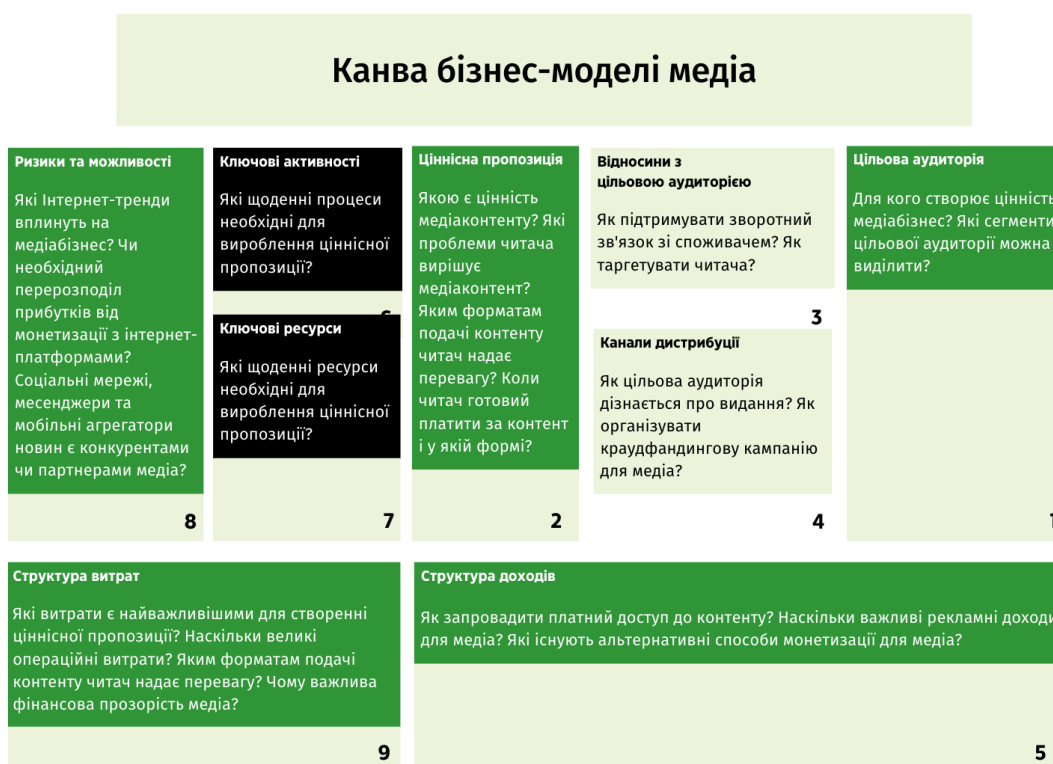 Канва бізнес-моделі медіа
Ризики та можливості
Які Інтернет-тренди
вплинуть на
медіабізнес? Чи
необхідний
перерозподіл
прибутків від
монетизації з інтернет-
платформами?
Соціальні мережі,
месенджери та
мобільні агрегатори
новин є конкурентами
чи партнерами медіа?
8
Ключові активності
Які щоденні процеси
необхідні для
вироблення ціннісної
пропозиції?
Ключові ресурси
Які щоденні ресурси
необхідні для
вироблення ціннісної
пропозиції?
7
Ціннісна пропозиція
Якою є цінність
медіаконтенту? Які
проблеми читача
вирішує
медіаконтент?
Яким форматам
подачі контенту
читач надає
перевагу? Коли
читач готовий
платити за контент
і у якій формі?
2
Відносини з
цільовою аудиторією
Як підтримувати зворотний
зв'язок зі споживачем? Як
таргетувати читача?
3
Канали дистрибуції
Як цільова аудиторія
дізнається про видання? Як
організувати
краудфандингову кампанію
для медіа?
4
Цільова аудиторія
Для кого створює цінність
медіабізнес? Які сегменти
цільової аудиторії можна
виділити?
1
Структура витрат
Які витрати є найважливішими для створенні
ціннісної пропозиції? Наскільки великі
операційні витрати? Яким форматам подачі
контенту читач надає перевагу? Чому важлива
фінансова прозорість медіа?
9
Структура доходів
Як запровадити платний доступ до контенту? Наскільки важливі рекламні доходи
для медіа? Які існують альтернативні способи монетизації для медіа?
5